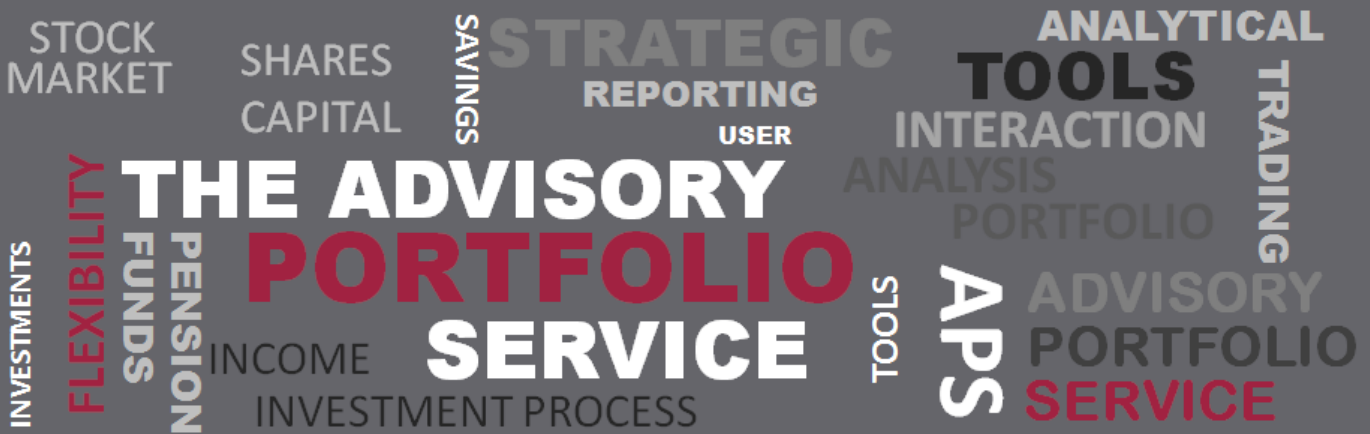 STOCK
MARKET
SHARES
CAPITAL
SAVINGS
STRATEGIC
REPORTING
USER
ANALYTICAL
TOOLS
INTERACTION
TRADING
ANALYSIS
PORTFOLIO
INVESTMENTS
FLEXIBILITY
THE ADVISORY
PORTFOLIO
SERVICE
FUNDS
PENSION
INCOME
INVESTMENT PROCESS
TOOLS
APS
ADVISORY
PORTFOLIO
SERVICE